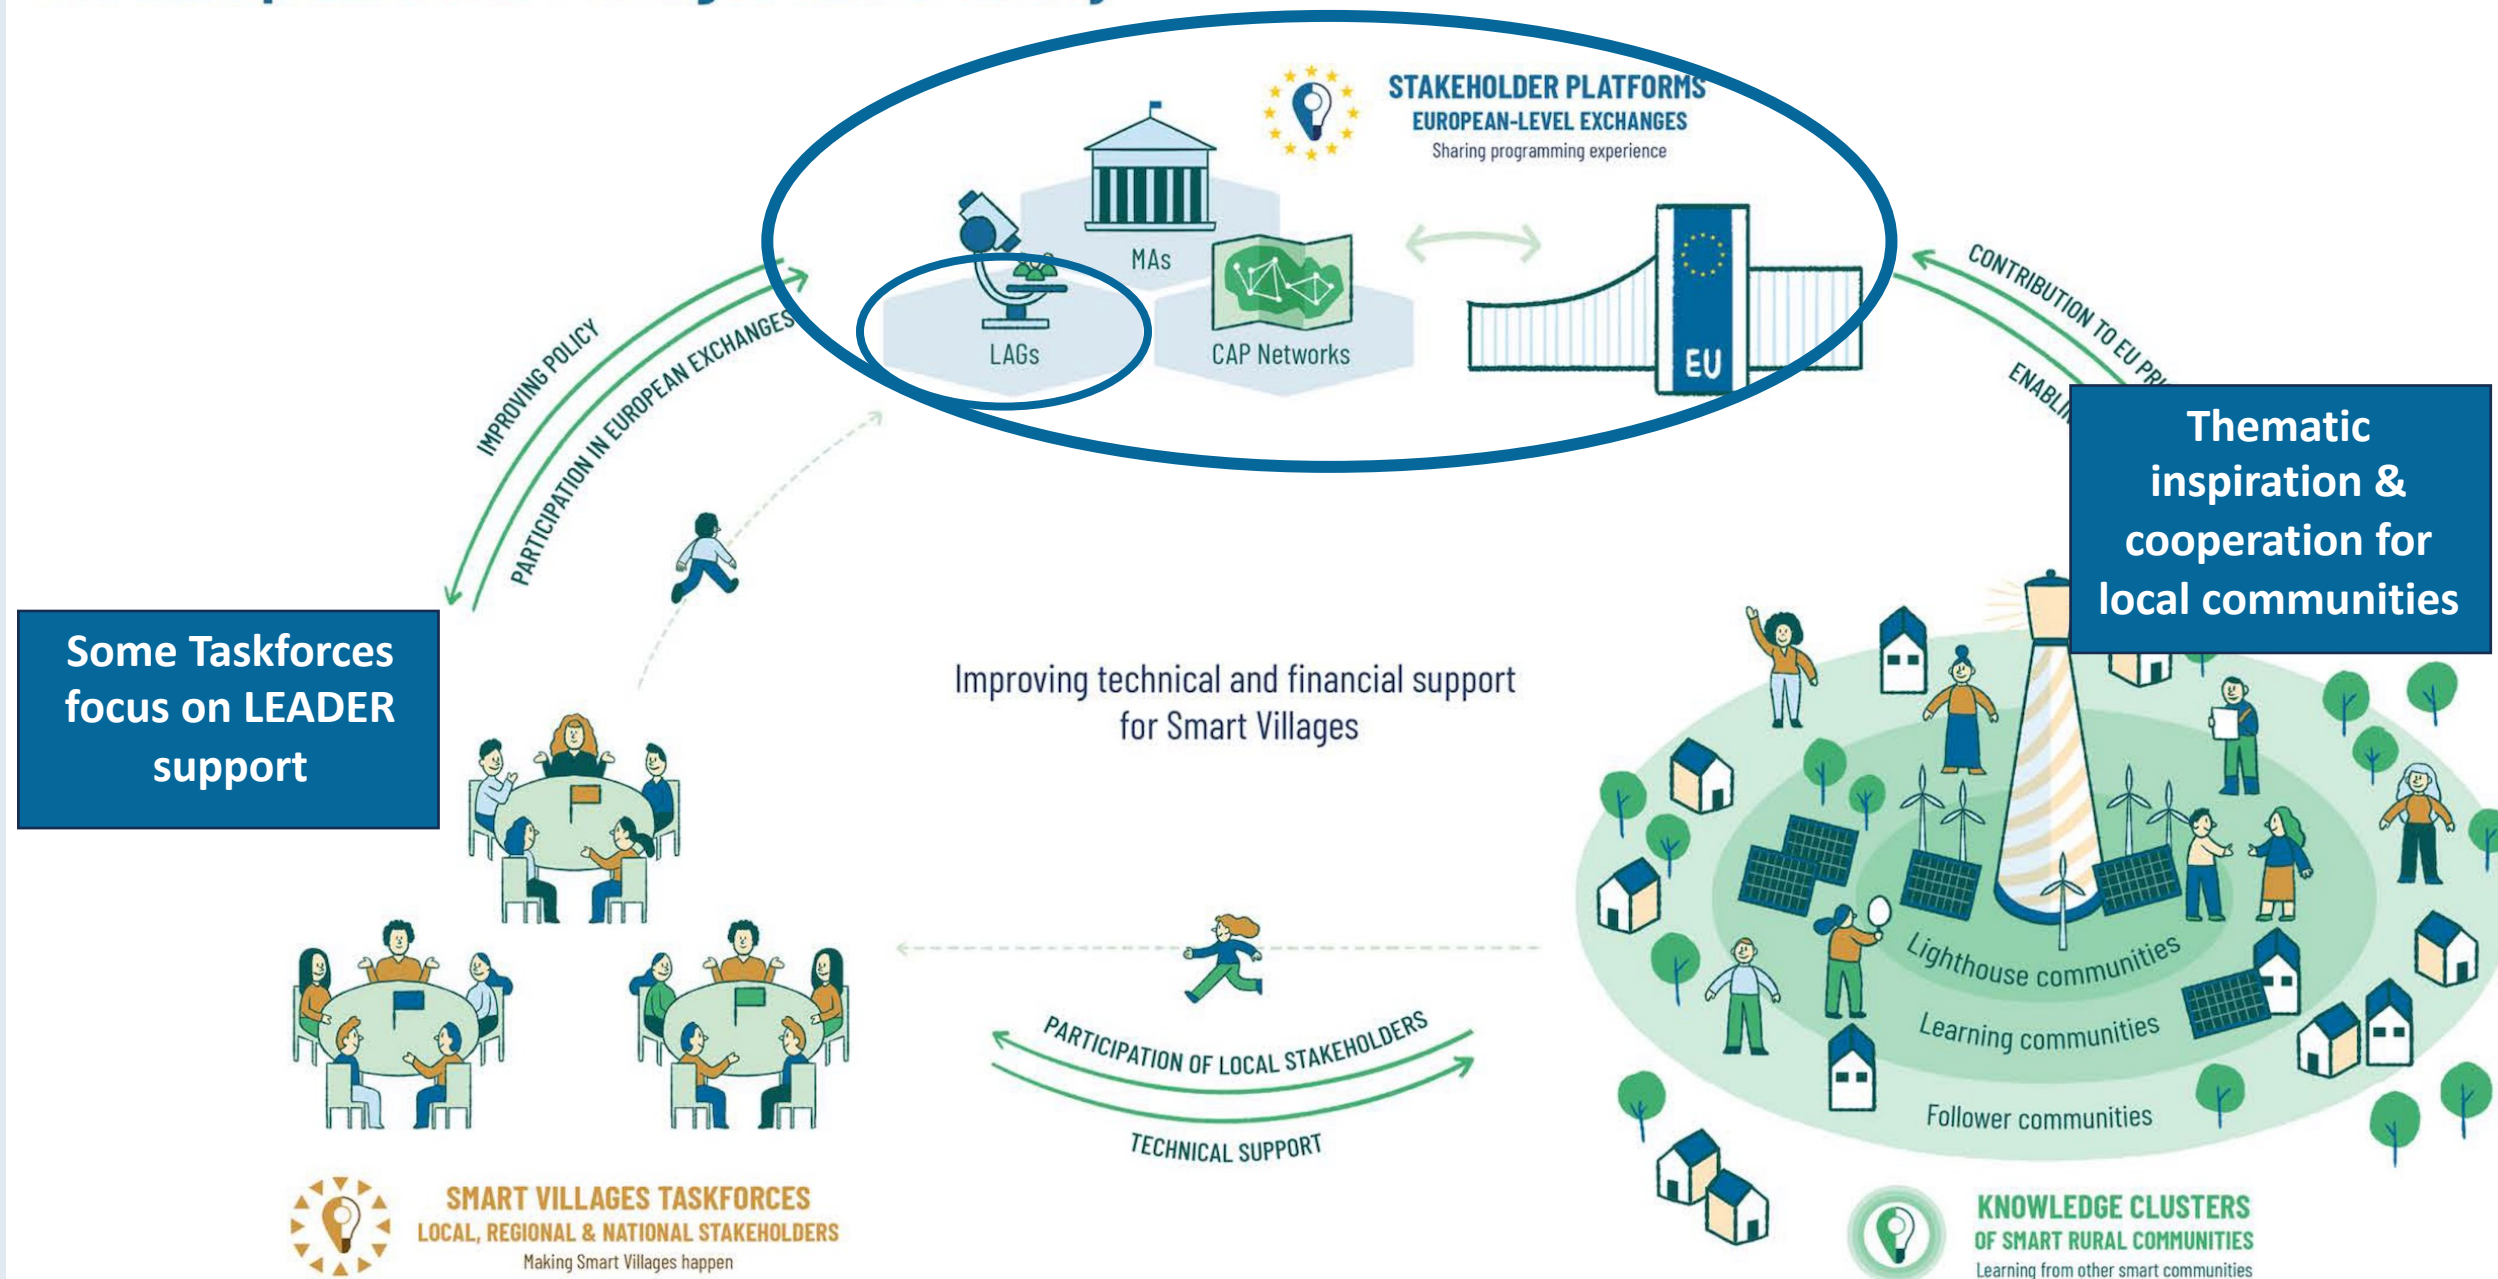 STAKEHOLDER PLATFORMS
EUROPEAN-LEVEL EXCHANGES
Sharing programming experience
MAs
LAGs
CAP Networks
EU
IMPROVING POLICY
PARTICIPATION IN EUROPEAN EXCHANGES
CONTRIBUTION TO EU
Thematic
inspiration &
cooperation for
local communities
Some Taskforces
focus on LEADER
support
Improving technical and financial support
for Smart Villages
Lighthouse communities
Learning communities
Follower communities
PARTICIPATION OF LOCAL STAKEHOLDERS
TECHNICAL SUPPORT
SMART VILLAGES TASKFORCES
LOCAL, REGIONAL & NATIONAL STAKEHOLDERS
Making Smart Villages happen
KNOWLEDGE CLUSTERS
OF SMART RURAL COMMUNITIES
Learning from other smart communities